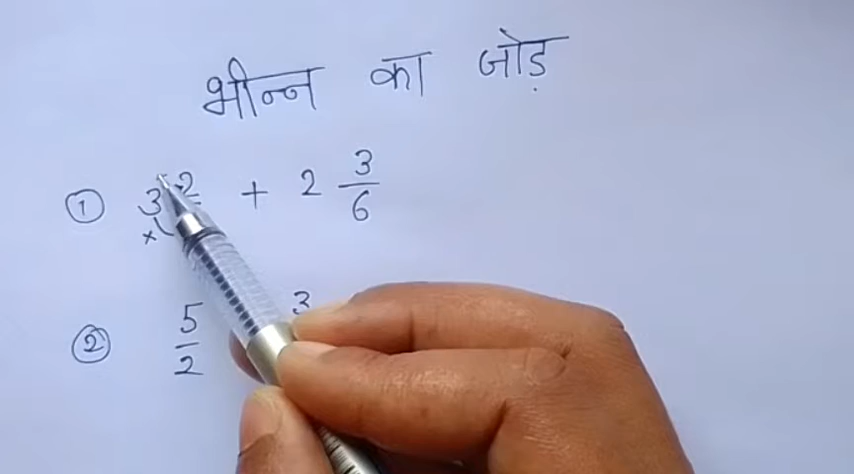 भीन्न का जोड़
① 3 2 + 2 3/6
× 
② 5/2 3